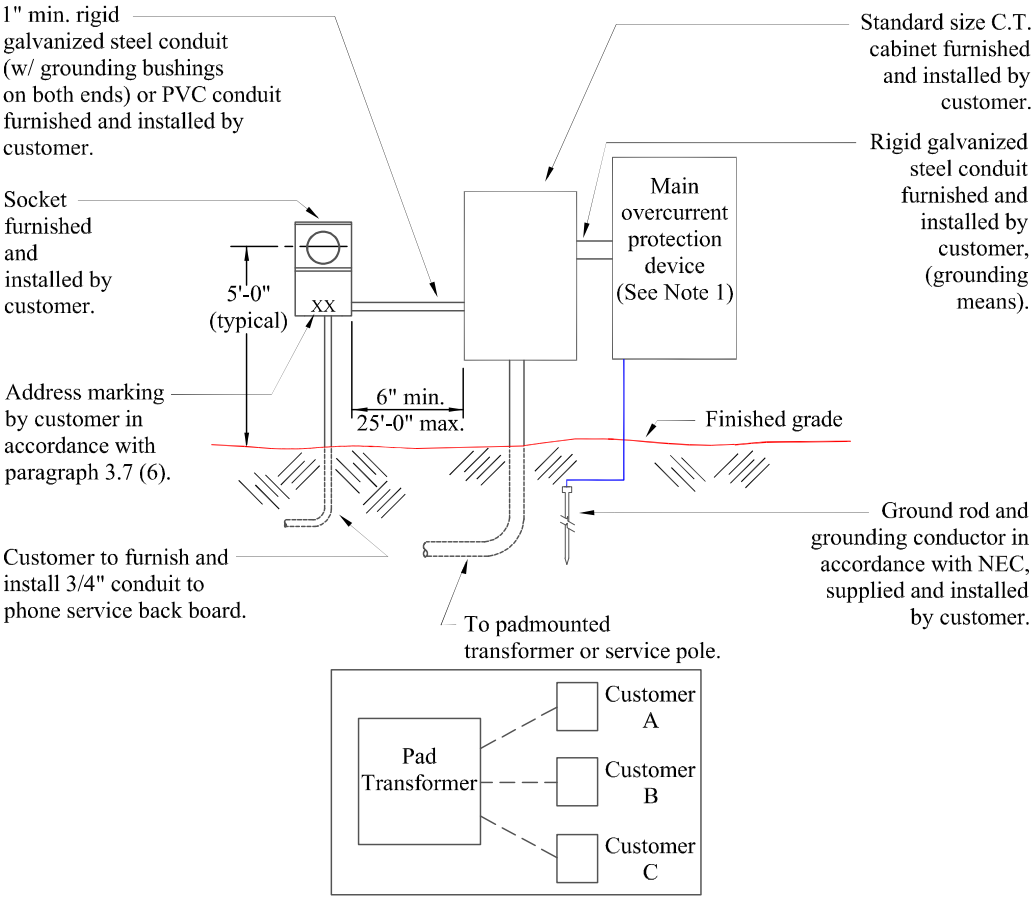 1" min. rigid
galvanized steel conduit
(w/ grounding bushings
on both ends) or PVC conduit
furnished and installed by
customer.
Standard size C.T.
cabinet furnished
and installed by
customer.
Rigid galvanized
steel conduit
furnished and
installed by
customer,
(grounding
means).
Main
overcurrent
protection
device
(See Note 1)
Socket
furnished
and
installed by
customer.
5'-0"
(typical)
XX
Address marking
by customer in
accordance with
paragraph 3.7 (6).
6" min.
25'-0" max.
Finished grade
Ground rod and
grounding conductor in
accordance with NEC,
supplied and installed
by customer.
Customer to furnish and
install 3/4" conduit to
phone service back board.
To padmounted
transformer or service pole.
Pad
Transformer
Customer
A
Customer
B
Customer
C